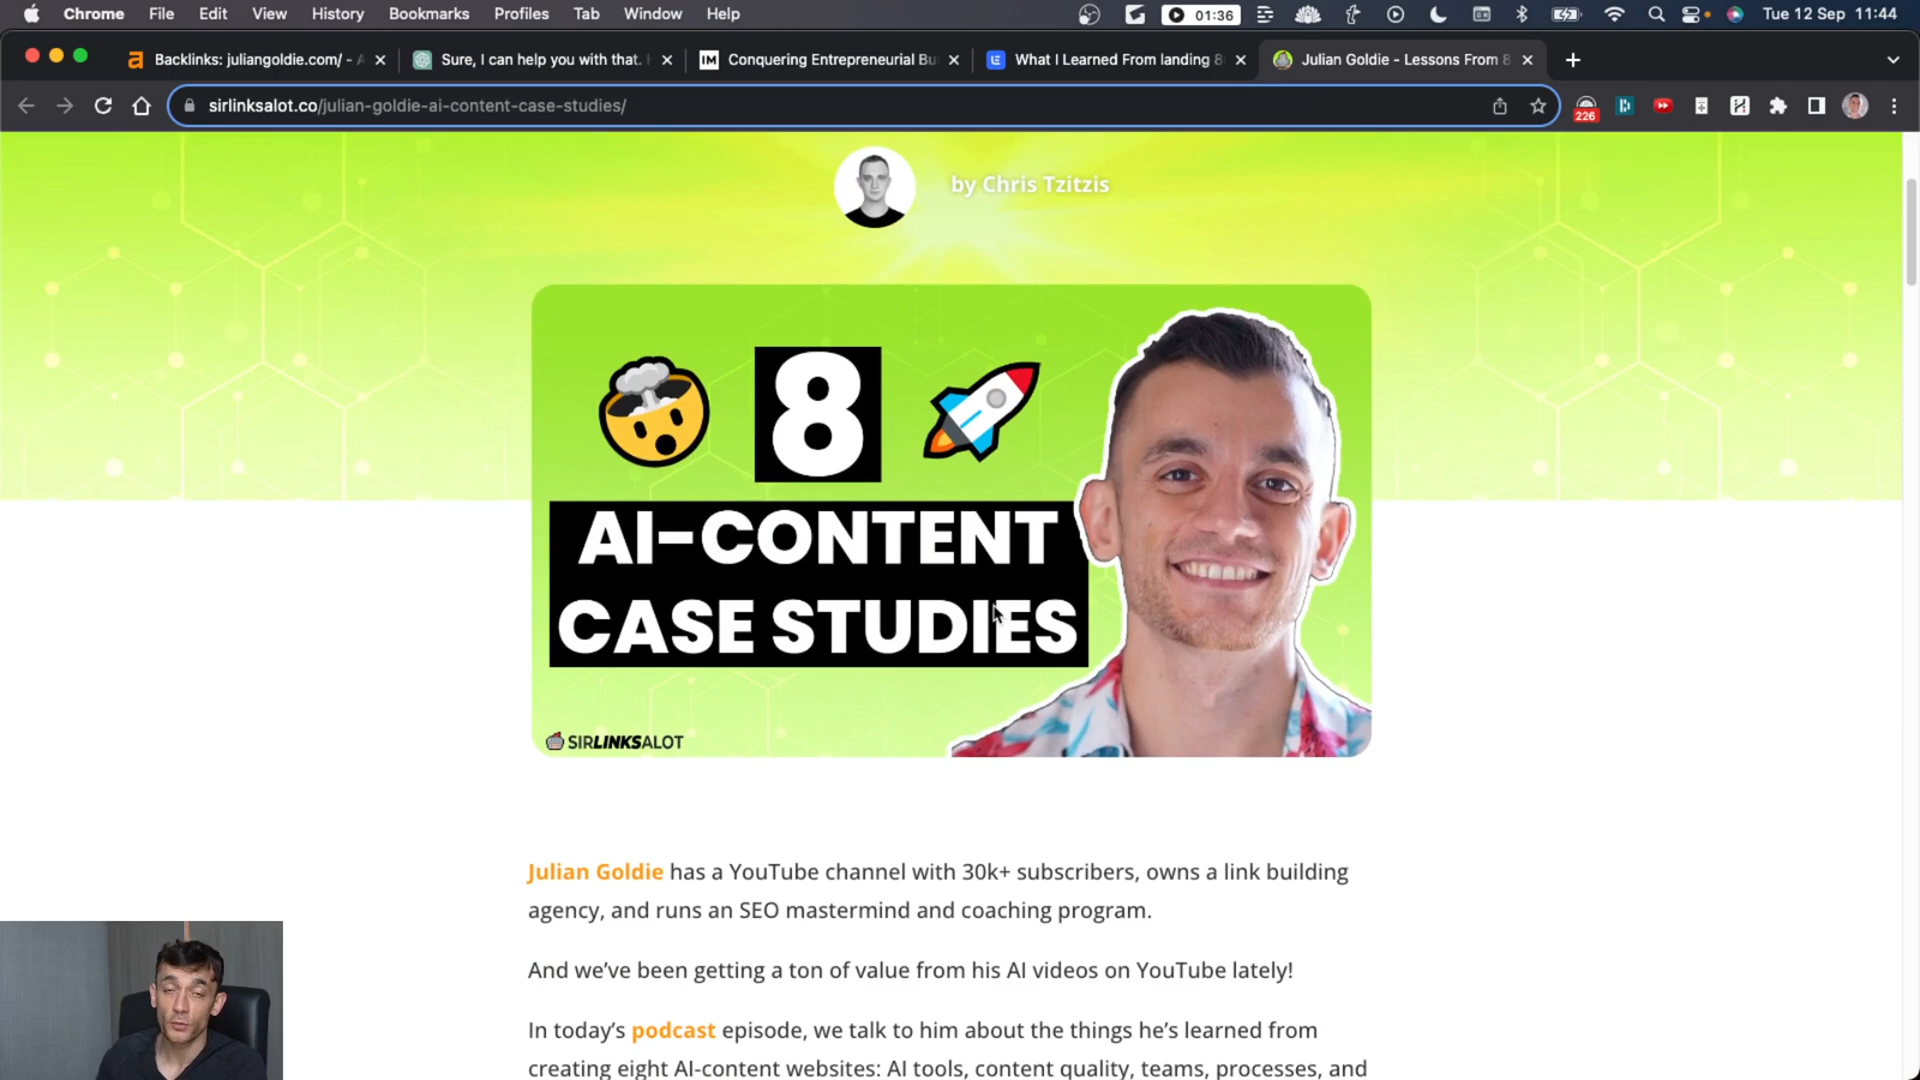 Chrome File Edit View History Bookmarks Profiles Tab Window Help 01:36 Tue 12 Sep 11:44
Backlinks: juliangoldie.com/ - A Sure, I can help you with that. Conquering Entrepreneurial Bu What I Learned From landing 8 Julian Goldie - Lessons From 8
sirlinksalot.co/julian-goldie-ai-content-case-studies/ 226
by Chris Tzitzis
8
AI-CONTENT
CASE STUDIES
SIRLINKSALOT
Julian Goldie has a YouTube channel with 30k+ subscribers, owns a link building
agency, and runs an SEO mastermind and coaching program.
And we've been getting a ton of value from his AI videos on YouTube lately!
In today's podcast episode, we talk to him about the things he's learned from
creating eight AI-content websites: AI tools, content quality, teams, processes, and